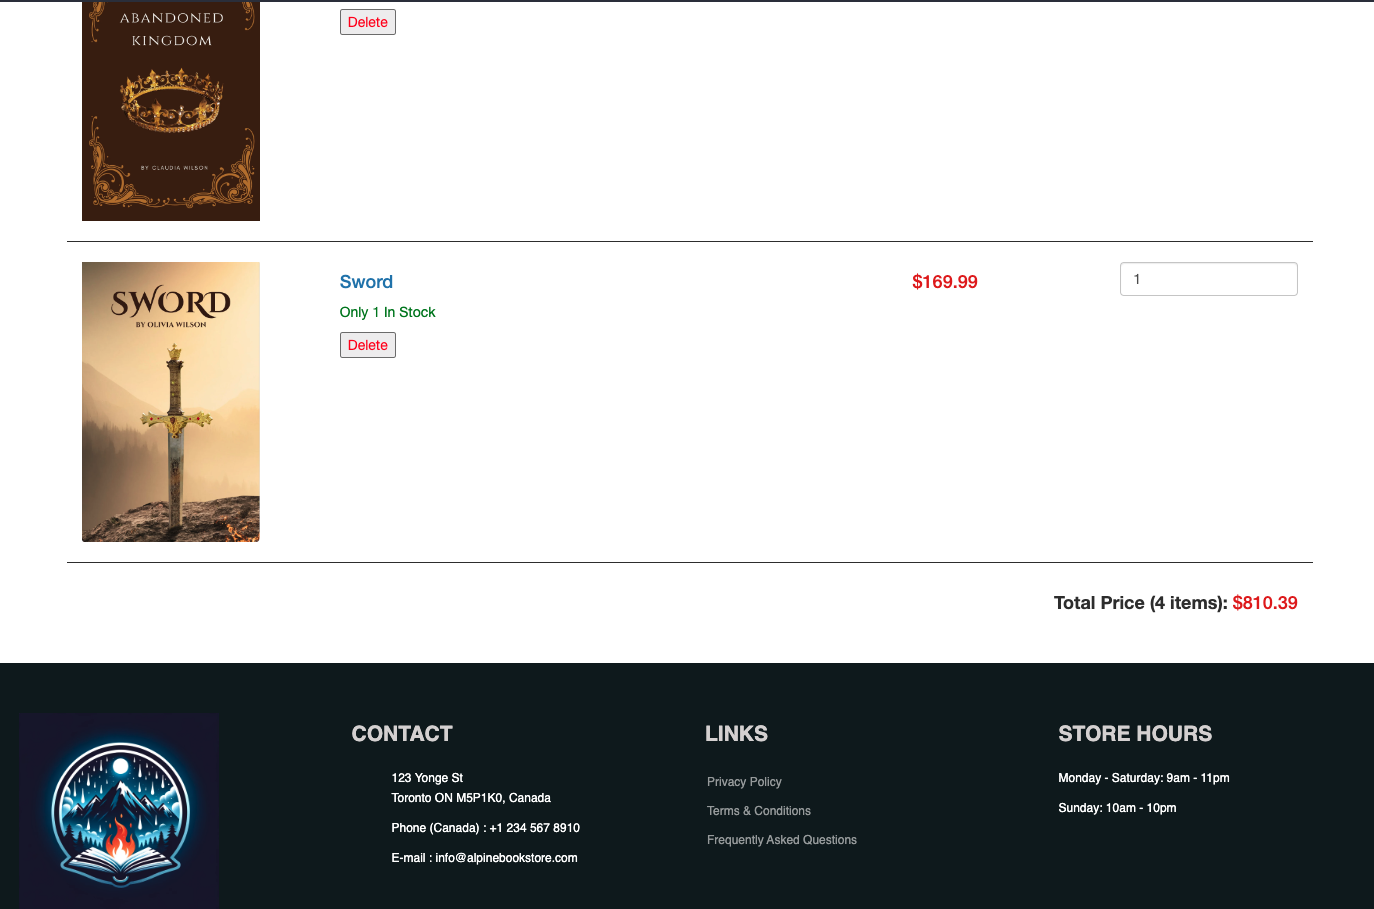 ABANDONED
KINGDOM
BY CLAUDIA WILSON
Delete
SWORD
BY OLIVIA WILSON
Sword
Only 1 In Stock
Delete
$169.99
1
Total Price (4 items): $810.39
CONTACT
123 Yonge St
Toronto ON M5P1K0, Canada
Phone (Canada) : +1 234 567 8910
E-mail : info@alpinebookstore.com
LINKS
Privacy Policy
Terms & Conditions
Frequently Asked Questions
STORE HOURS
Monday - Saturday: 9am - 11pm
Sunday: 10am - 10pm